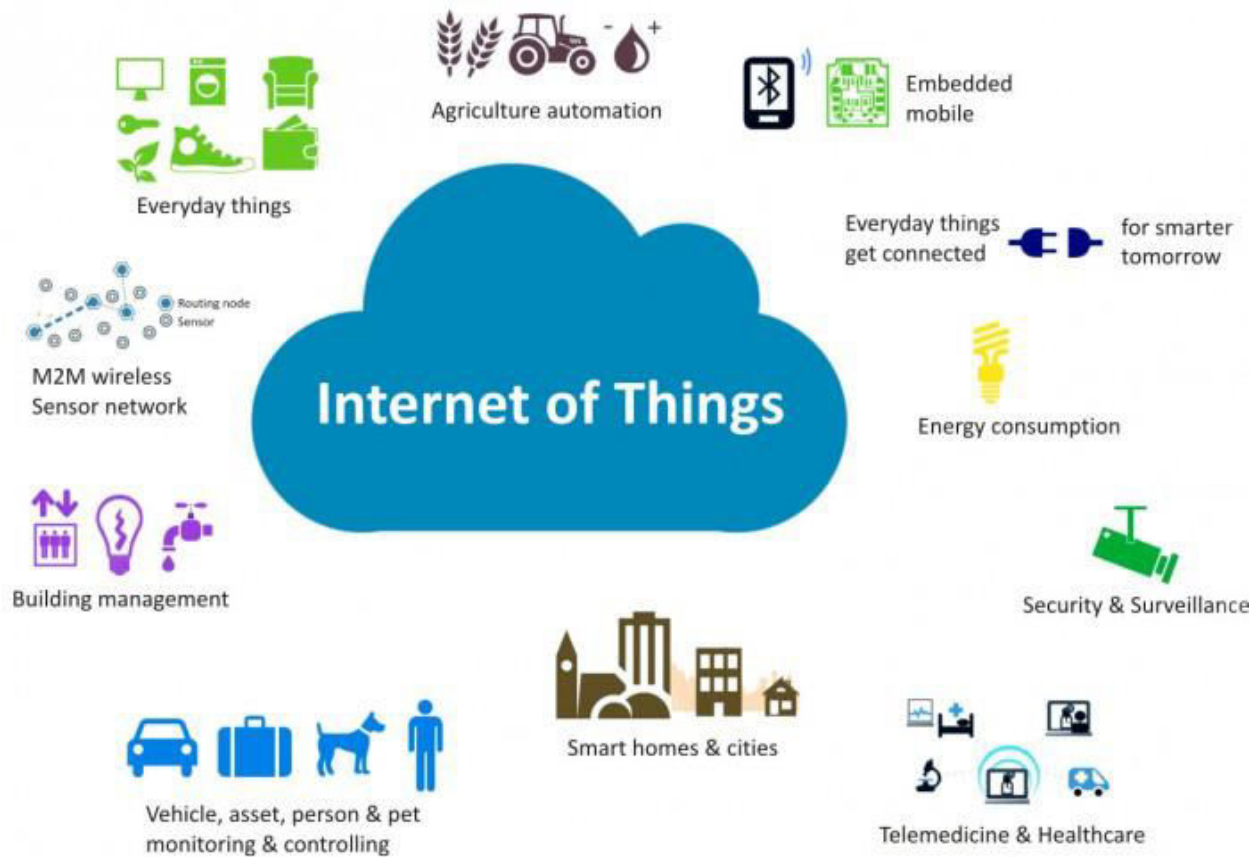 Agriculture automation
Embedded
mobile
Everyday things
Everyday things
get connected
for smarter
tomorrow
Routing node
Sensor
M2M wireless
Sensor network
Internet of Things
Energy consumption
Building management
Security & Surveillance
Smart homes & cities
Vehicle, asset, person & pet
monitoring & controlling
Telemedicine & Healthcare